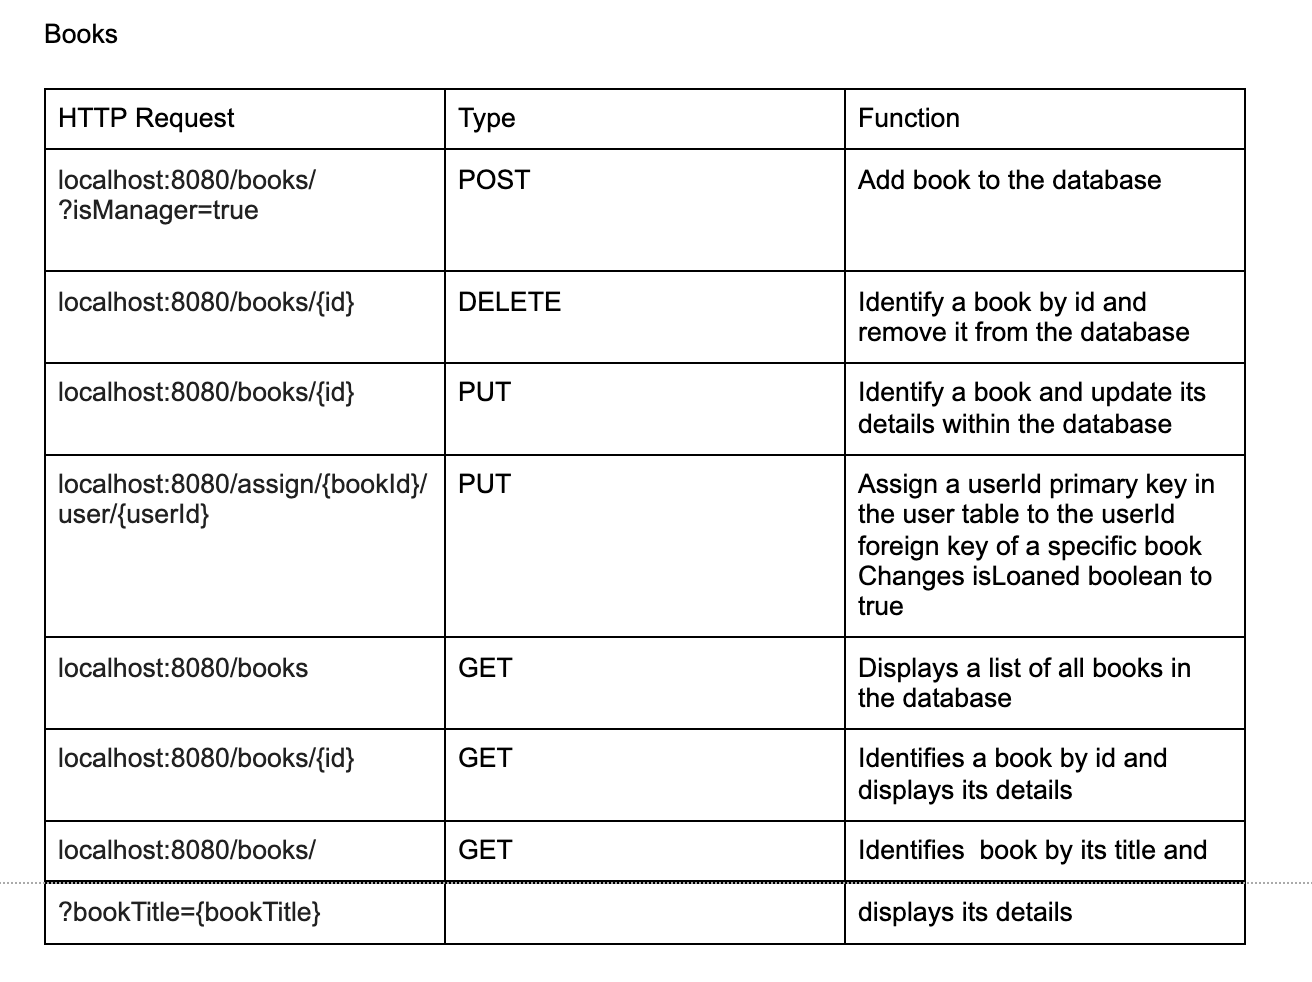 Books
HTTP Request Type Function
localhost:8080/books/ POST Add book to the database
?isManager=true
localhost:8080/books/{id} DELETE Identify a book by id and
remove it from the database
localhost:8080/books/{id} PUT Identify a book and update its
details within the database
localhost:8080/assign/{bookId}/ PUT Assign a userId primary key in
user/{userId} the user table to the userId
foreign key of a specific book
Changes isLoaned boolean to
true
localhost:8080/books GET Displays a list of all books in
the database
localhost:8080/books/{id} GET Identifies a book by id and
displays its details
localhost:8080/books/ GET Identifies  book by its title and
?bookTitle={bookTitle} displays its details